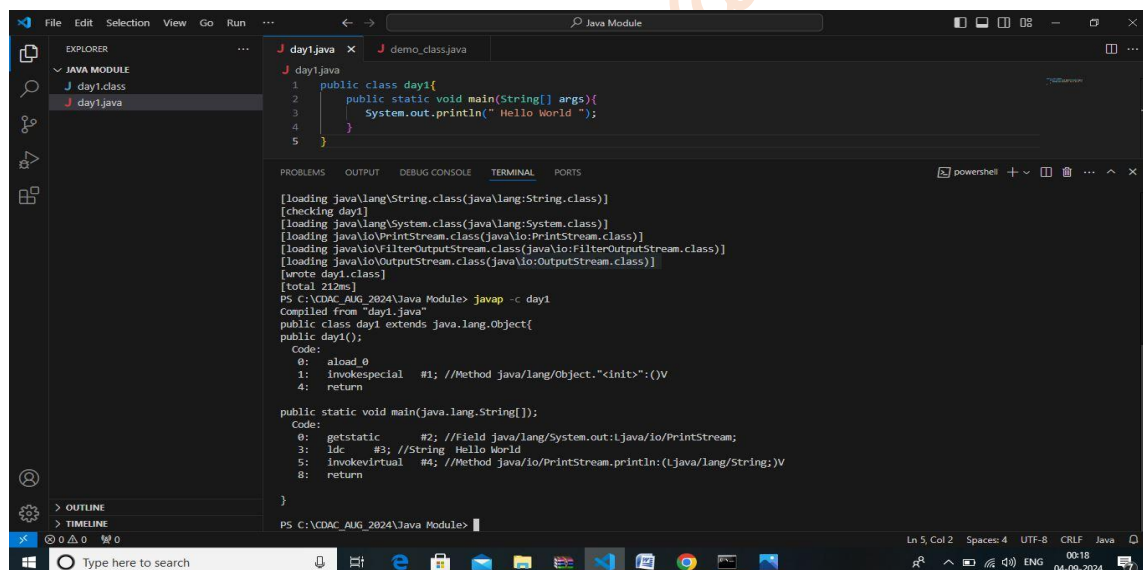 File Edit Selection View Go Run ... Java Module
EXPLORER ...
JAVA MODULE
J day1.class
J day1.java
OUTLINE
TIMELINE
J day1.java J demo_class.java
J day1.java
1 public class day1{
2 public static void main(String[] args){
3 System.out.println(" Hello World ");
4 }
5 }
PROBLEMS OUTPUT DEBUG CONSOLE TERMINAL PORTS powershell
[loading java\lang\String.class(java\lang:String.class)]
[checking day1]
[loading java\lang\System.class(java\lang:System.class)]
[loading java\io\PrintStream.class(java\io:PrintStream.class)]
[loading java\io\FilterOutputStream.class(java\io:FilterOutputStream.class)]
[loading java\io\OutputStream.class(java\io:OutputStream.class)]
[wrote day1.class]
[total 212ms]
PS C:\CDAC_AUG_2024\Java Module> javap -c day1
Compiled from "day1.java"
public class day1 extends java.lang.Object{
public day1();
Code:
0: aload_0
1: invokespecial #1; //Method java/lang/Object."<init>":()V
4: return
public static void main(java.lang.String[]);
Code:
0: getstatic #2; //Field java/lang/System.out:Ljava/io/PrintStream;
3: ldc #3; //String Hello World
5: invokevirtual #4; //Method java/io/PrintStream.println:(Ljava/lang/String;)V
8: return
}
PS C:\CDAC_AUG_2024\Java Module>
0 0 0 Ln 5, Col 2 Spaces: 4 UTF-8 CRLF Java
Type here to search ENG 00:18
04-09-2024